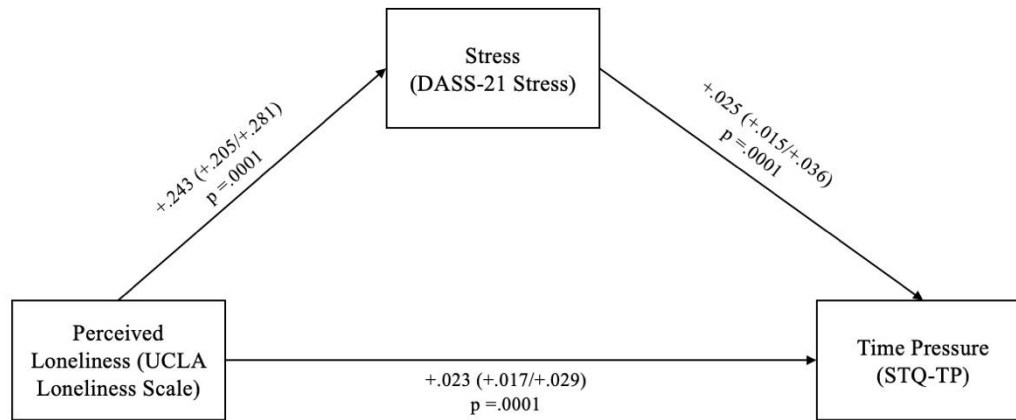 Stress
(DASS-21 Stress)
+.243 (+.205/+.281)
p =.0001
+.025 (+.015/+.036)
p =.0001
Perceived
Loneliness (UCLA
Loneliness Scale)
+.023 (+.017/+.029)
p =.0001
Time Pressure
(STQ-TP)